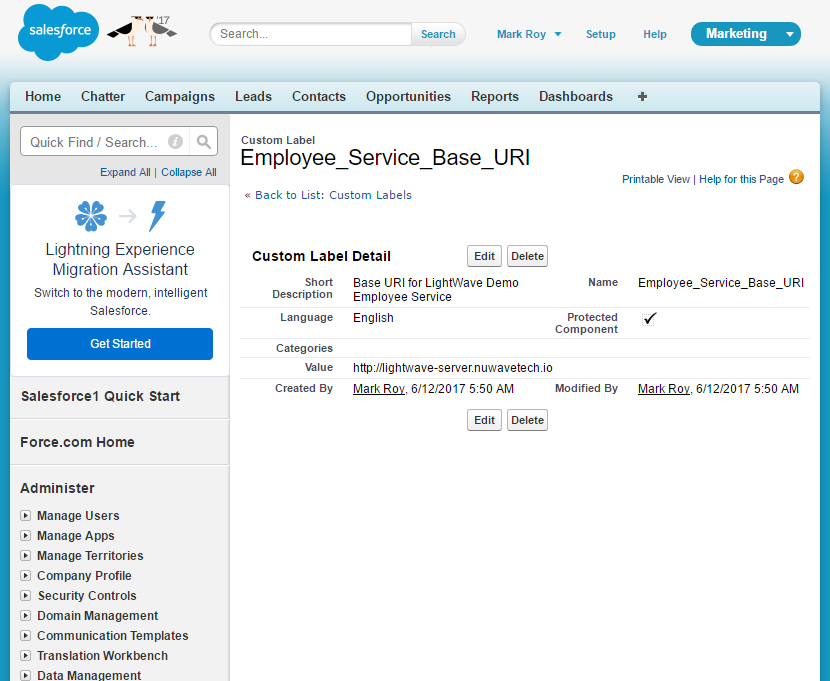 salesforce
'17
Search...
Search
Mark Roy
Setup
Help
Marketing
Home Chatter Campaigns Leads Contacts Opportunities Reports Dashboards +
Quick Find / Search...
Expand All | Collapse All
Lightning Experience
Migration Assistant
Switch to the modern, intelligent
Salesforce.
Get Started
Salesforce1 Quick Start
Force.com Home
Administer
Manage Users
Manage Apps
Manage Territories
Company Profile
Security Controls
Domain Management
Communication Templates
Translation Workbench
Data Management
Custom Label
Employee_Service_Base_URI
Printable View | Help for this Page ?
« Back to List: Custom Labels
Custom Label Detail
Edit Delete
Short Description
Base URI for LightWave Demo
Employee Service
Name Employee_Service_Base_URI
Language English
Protected
Component
Categories
Value http://lightwave-server.nuwavetech.io
Created By Mark Roy, 6/12/2017 5:50 AM
Modified By Mark Roy, 6/12/2017 5:50 AM
Edit Delete